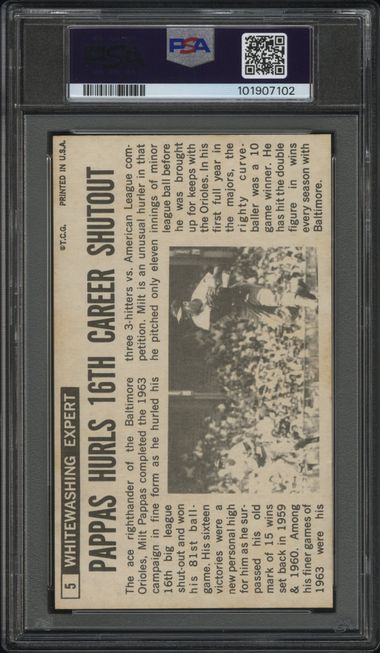 PSA
101907102
5 WHITEWASHING EXPERT
©T.C.G. PRINTED IN U.S.A.
PAPPAS HURLS 16TH CAREER SHUTOUT
The ace righthander of the Baltimore
Orioles, Milt Pappas completed the 1963
campaign in fine form as he hurled his
16th big league
shut-out and won
his 81st ball-
game. His sixteen
victories were a
new personal high
for him as he sur-
passed his old
mark of 15 wins
set back in 1959
& 1960. Among
his finer games of
1963 were his
three 3-hitters vs. American League com-
petition. Milt is an unusual hurler in that
he pitched only eleven innings of minor
league ball before
he was brought
up for keeps with
the Orioles. In his
first full year in
the majors, the
righty curve-
baller was a 10
game winner. He
has hit the double
figure in wins
every season with
Baltimore.